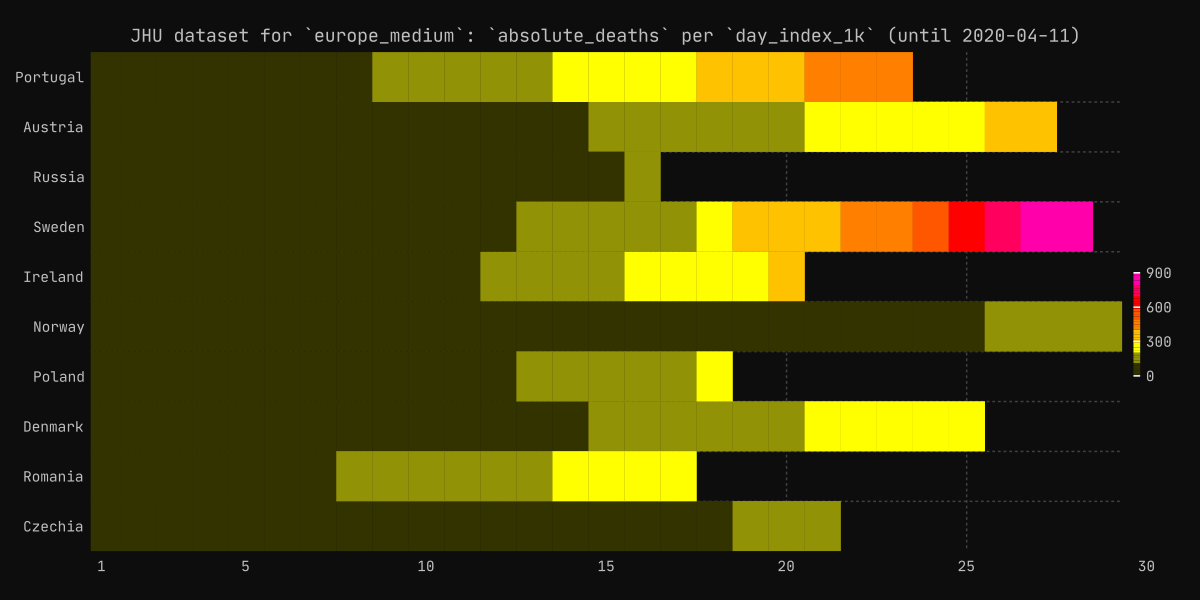 JHU dataset for `europe_medium`: `absolute_deaths` per `day_index_1k` (until 2020-04-11)
Portugal
Austria
Russia
Sweden
Ireland
Norway
Poland
Denmark
Romania
Czechia
900
600
300
0
1 5 10 15 20 25 30